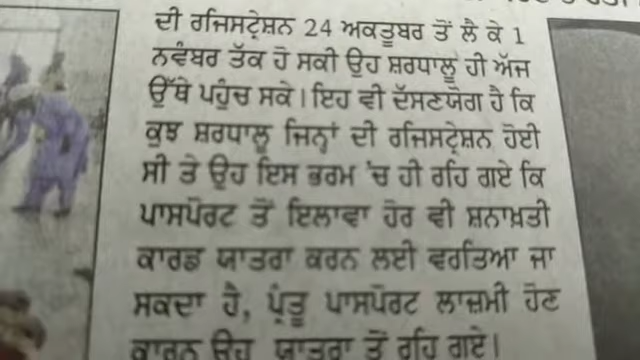 ਦੀ ਰਜਿਸਟ੍ਰੇਸ਼ਨ 24 ਅਕਤੂਬਰ ਤੋਂ ਲੈ ਕੇ 1
ਨਵੰਬਰ ਤੱਕ ਹੋ ਸਕੀ ਉਹ ਸ਼ਰਧਾਲੂ ਹੀ ਅੱਜ
ਉੱਥੇ ਪਹੁੰਚ ਸਕੇ। ਇਹ ਵੀ ਦੱਸਣਯੋਗ ਹੈ ਕਿ
ਕੁਝ ਸ਼ਰਧਾਲੂ ਜਿਨ੍ਹਾਂ ਦੀ ਰਜਿਸਟ੍ਰੇਸ਼ਨ ਹੋਈ
ਸੀ ਤੇ ਉਹ ਇਸ ਭਰਮ 'ਚ ਹੀ ਰਹਿ ਗਏ ਕਿ
ਪਾਸਪੋਰਟ ਤੋਂ ਇਲਾਵਾ ਹੋਰ ਵੀ ਸ਼ਨਾਖ਼ਤੀ
ਕਾਰਡ ਯਾਤਰਾ ਕਰਨ ਲਈ ਵਰਤਿਆ ਜਾ
ਸਕਦਾ ਹੈ, ਪ੍ਰੰਤੂ ਪਾਸਪੋਰਟ ਲਾਜ਼ਮੀ ਹੋਣ
ਕਾਰਨ ਉਹ ਯਾਤਰਾ ਤੋਂ ਰਹਿ ਗਏ।